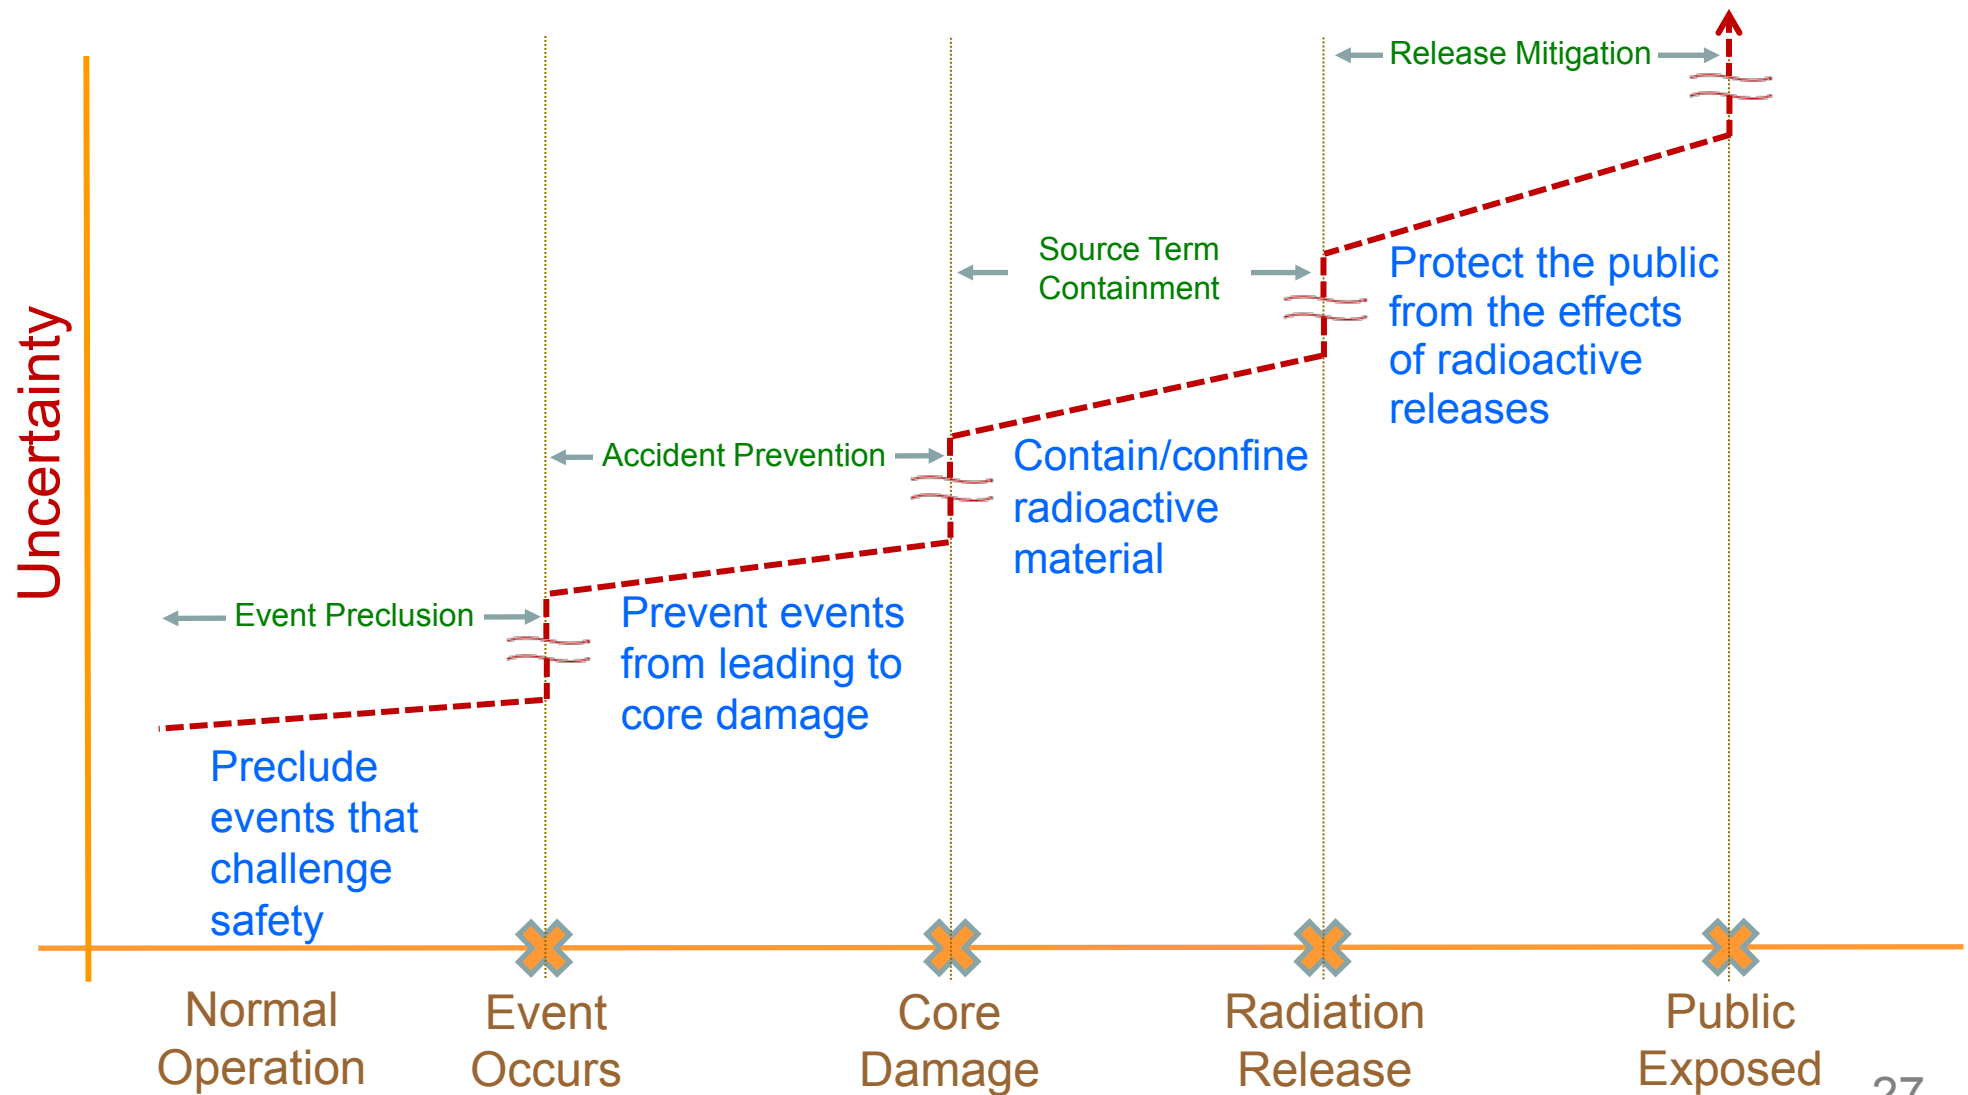 Uncertainty
Release Mitigation
Source Term
Containment
Protect the public
from the effects
of radioactive
releases
Accident Prevention
Contain/confine
radioactive
material
Event Preclusion
Prevent events
from leading to
core damage
Preclude
events that
challenge
safety
Normal
Operation
Event
Occurs
Core
Damage
Radiation
Release
Public
Exposed
27